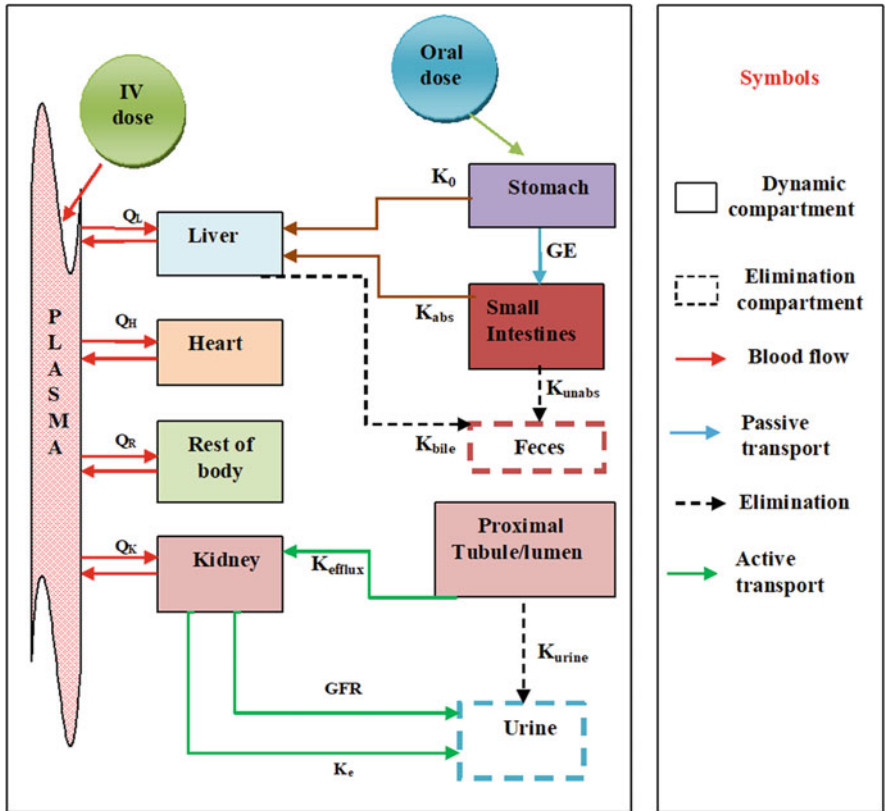 IV
dose
Oral
dose
K0
Stomach
QL
Liver
GE
Kabs
Small
Intestines
PLASMA
QH
Heart
Kunabs
QR
Rest of
body
Kbile
Feces
QK
Kidney
Kefflux
Proximal
Tubule/lumen
Kurine
GFR
Urine
Ke
Symbols
Dynamic
compartment
Elimination
compartment
Blood flow
Passive
transport
Elimination
Active
transport